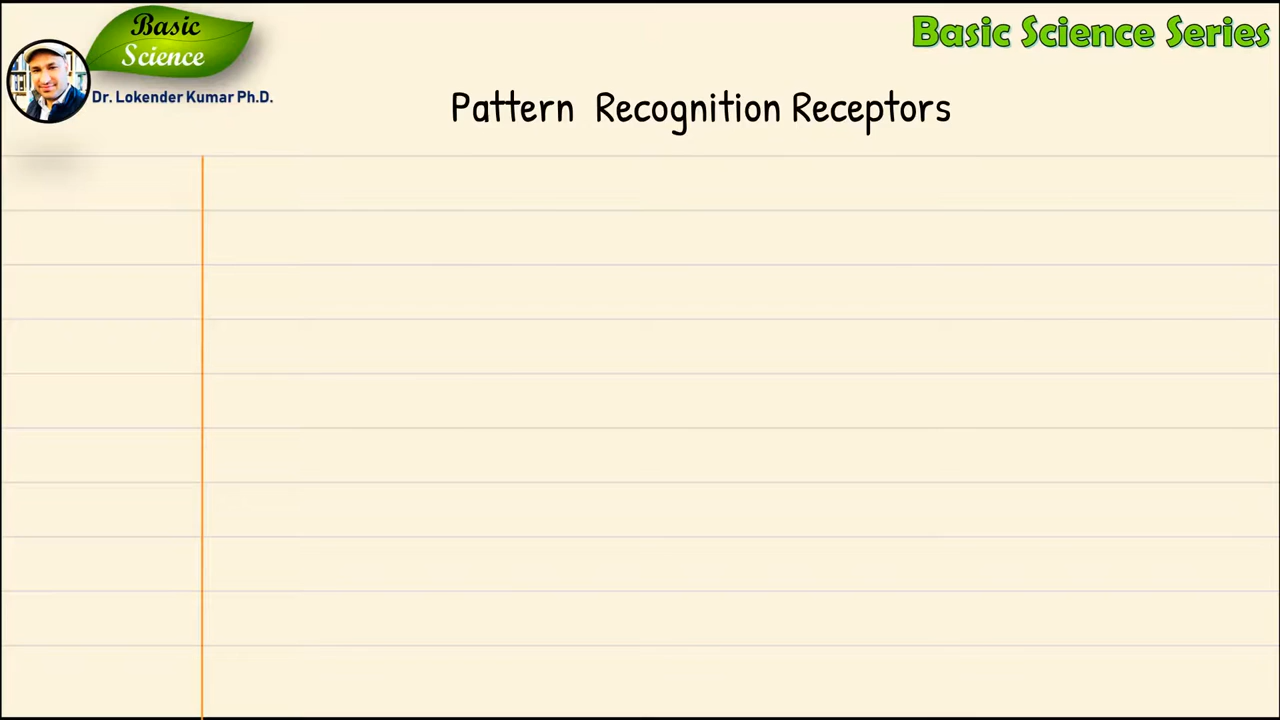 Basic
Science
Basic Science Series
Dr. Lokender Kumar Ph.D.
Pattern Recognition Receptors